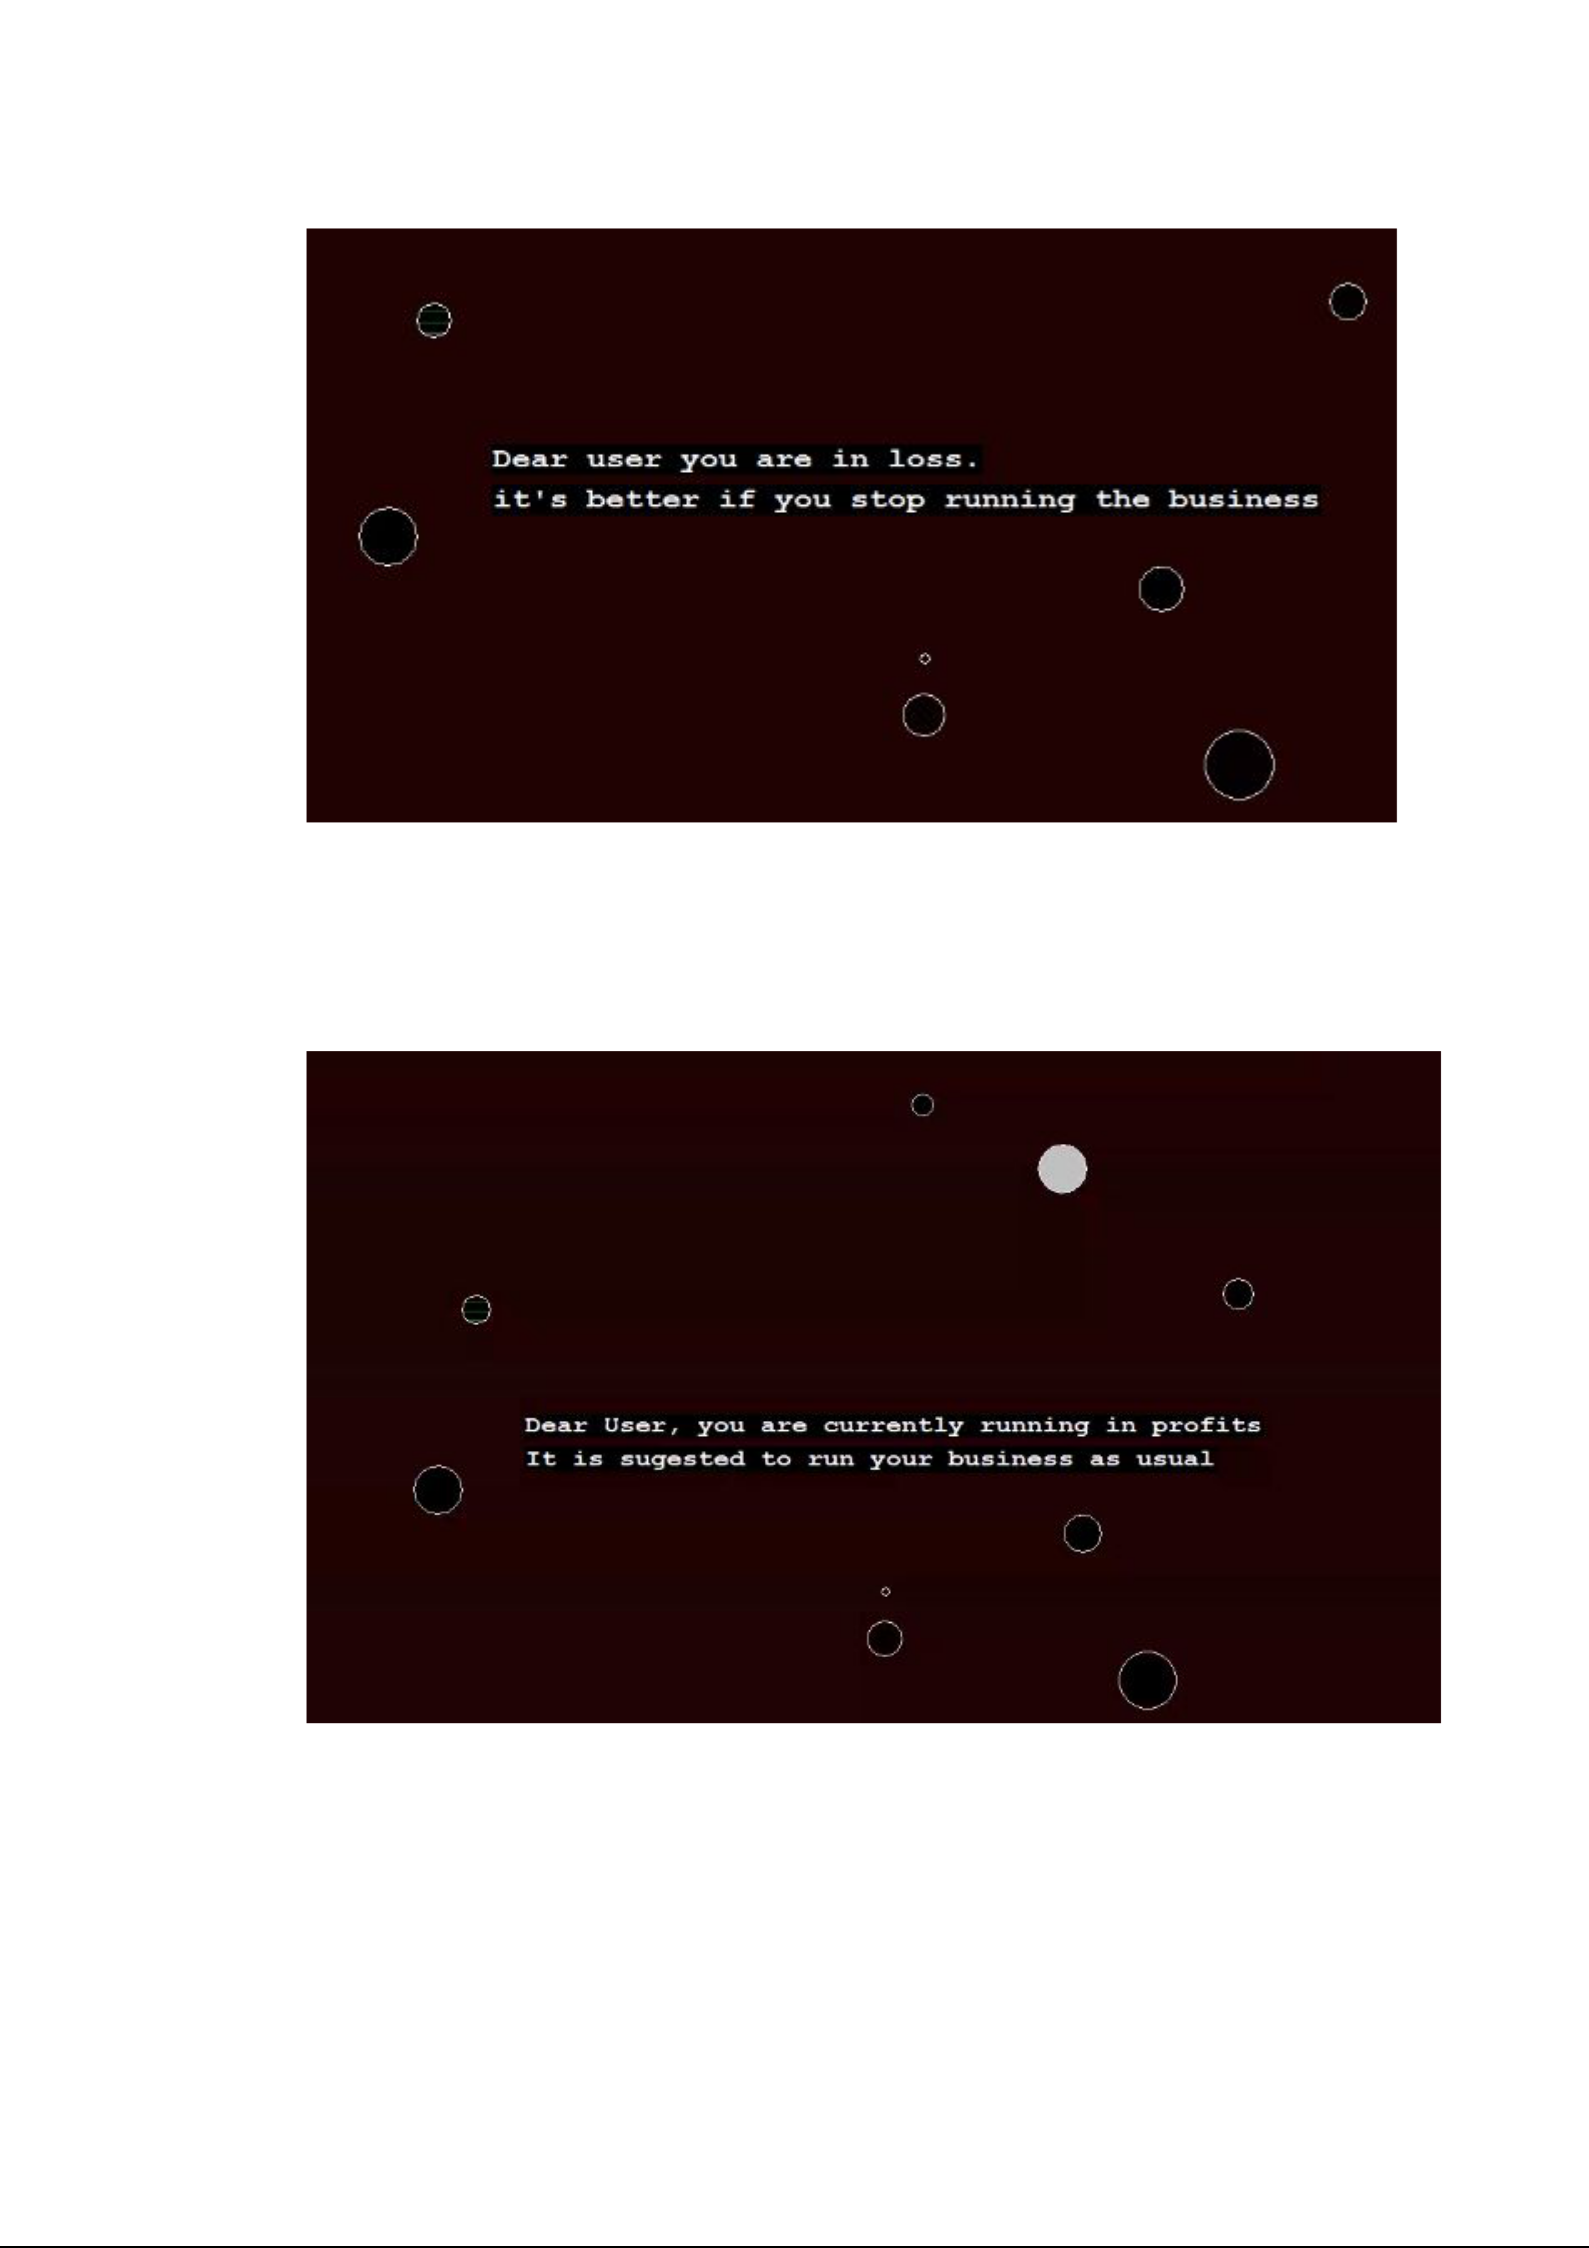 Dear user you are in loss.
it's better if you stop running the business
Dear User, you are currently running in profits
It is sugested to run your business as usual